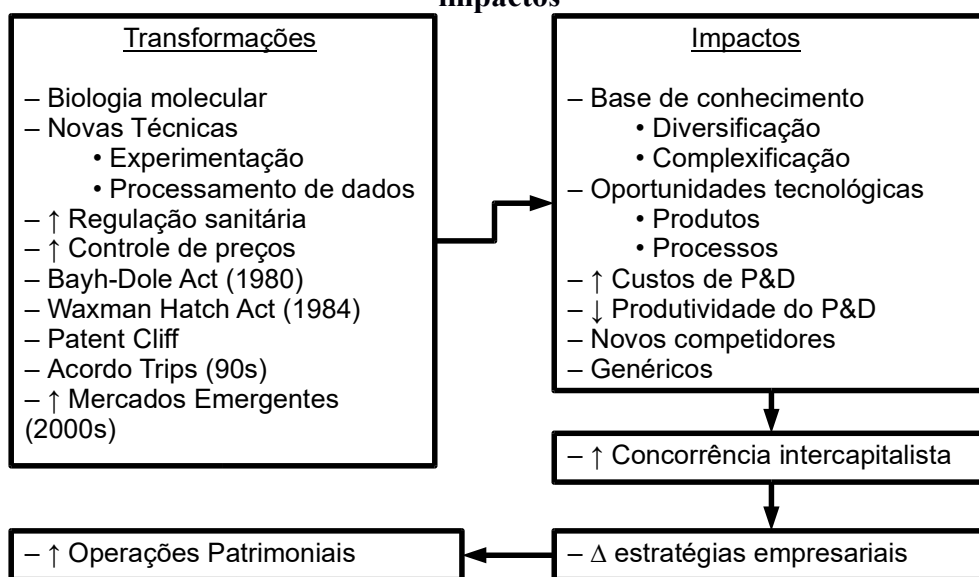 impactos
Transformações
– Biologia molecular
– Novas Técnicas
• Experimentação
• Processamento de dados
– ↑ Regulação sanitária
– ↑ Controle de preços
– Bayh-Dole Act (1980)
– Waxman Hatch Act (1984)
– Patent Cliff
– Acordo Trips (90s)
– ↑ Mercados Emergentes
(2000s)
Impactos
– Base de conhecimento
• Diversificação
• Complexificação
– Oportunidades tecnológicas
• Produtos
• Processos
– ↑ Custos de P&D
– ↓ Produtividade do P&D
– Novos competidores
– Genéricos
– ↑ Concorrência intercapitalista
– Δ estratégias empresariais
– ↑ Operações Patrimoniais